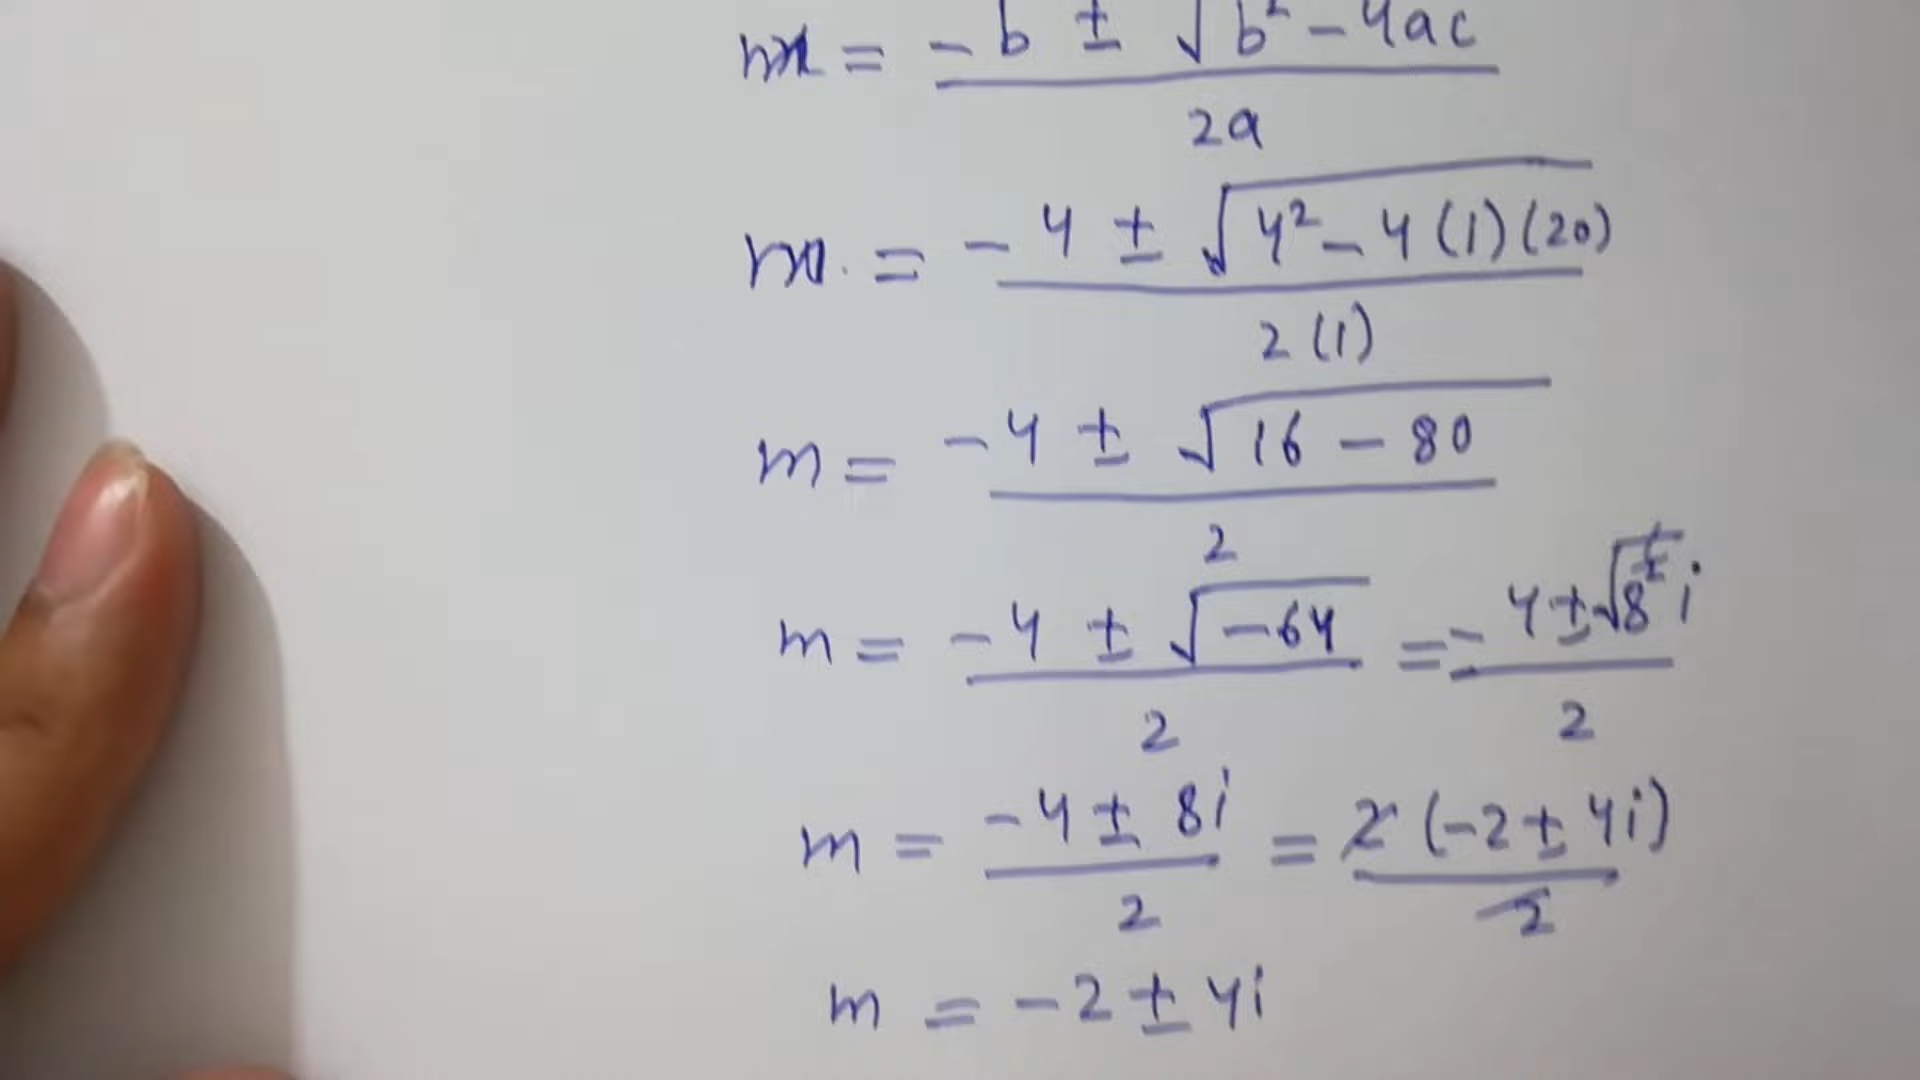 m = -b ± √b² - 4ac / 2a
m = -4 ± √4² - 4(1)(20) / 2(1)
m = -4 ± √16 - 80 / 2
m = -4 ± √-64 / 2 = -4 ± √8² i / 2
m = -4 ± 8i / 2 = 2(-2 ± 4i) / 2
m = -2 ± 4i